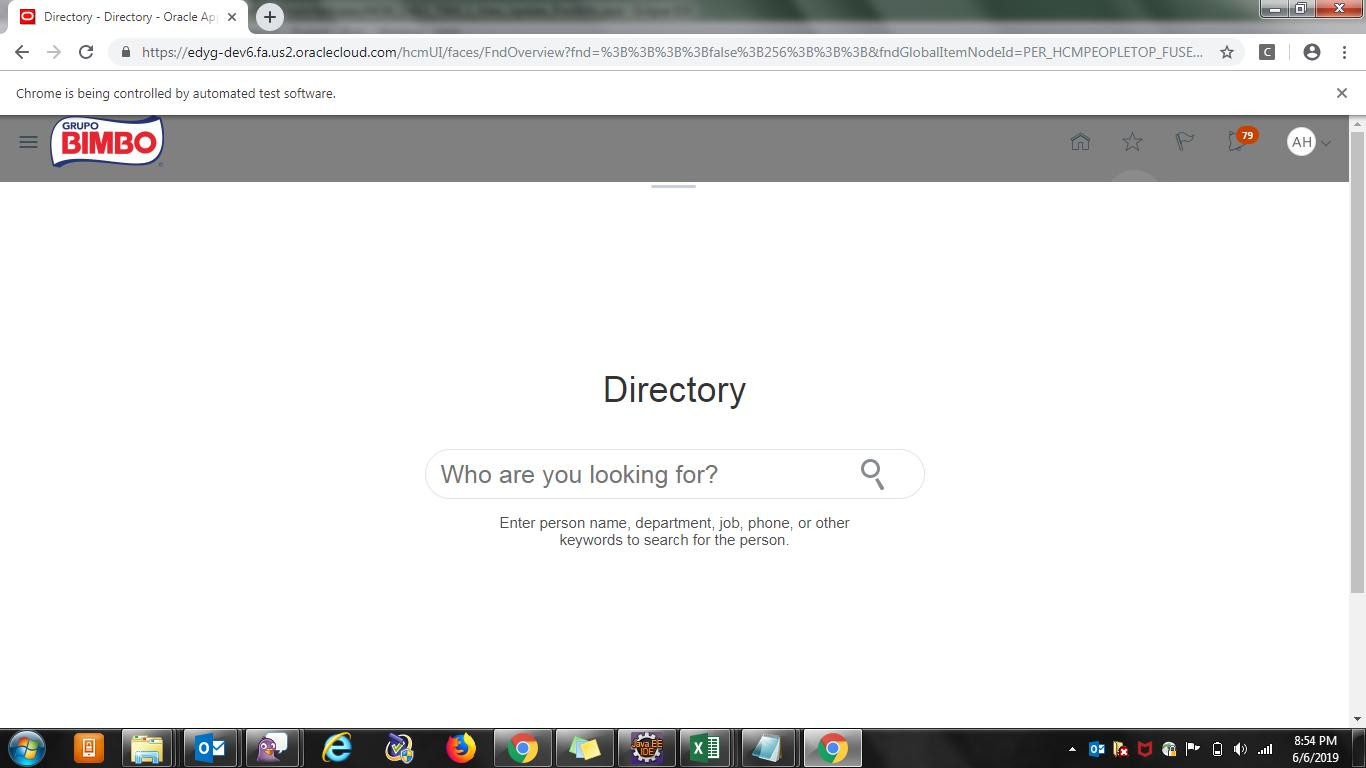 Directory - Directory - Oracle Ap
https://edyg-dev6.fa.us2.oraclecloud.com/hcmUI/faces/FndOverview?fnd=%3B%3B%3B%3Bfalse%3B256%3B%3B%3B&fndGlobalItemNodeId=PER_HCMPEOPLETOP_FUSE...
C
Chrome is being controlled by automated test software.
GRUPO
BIMBO
79
AH
Directory
Who are you looking for?
Enter person name, department, job, phone, or other
keywords to search for the person.
Java EE
IDE
8:54 PM
6/6/2019